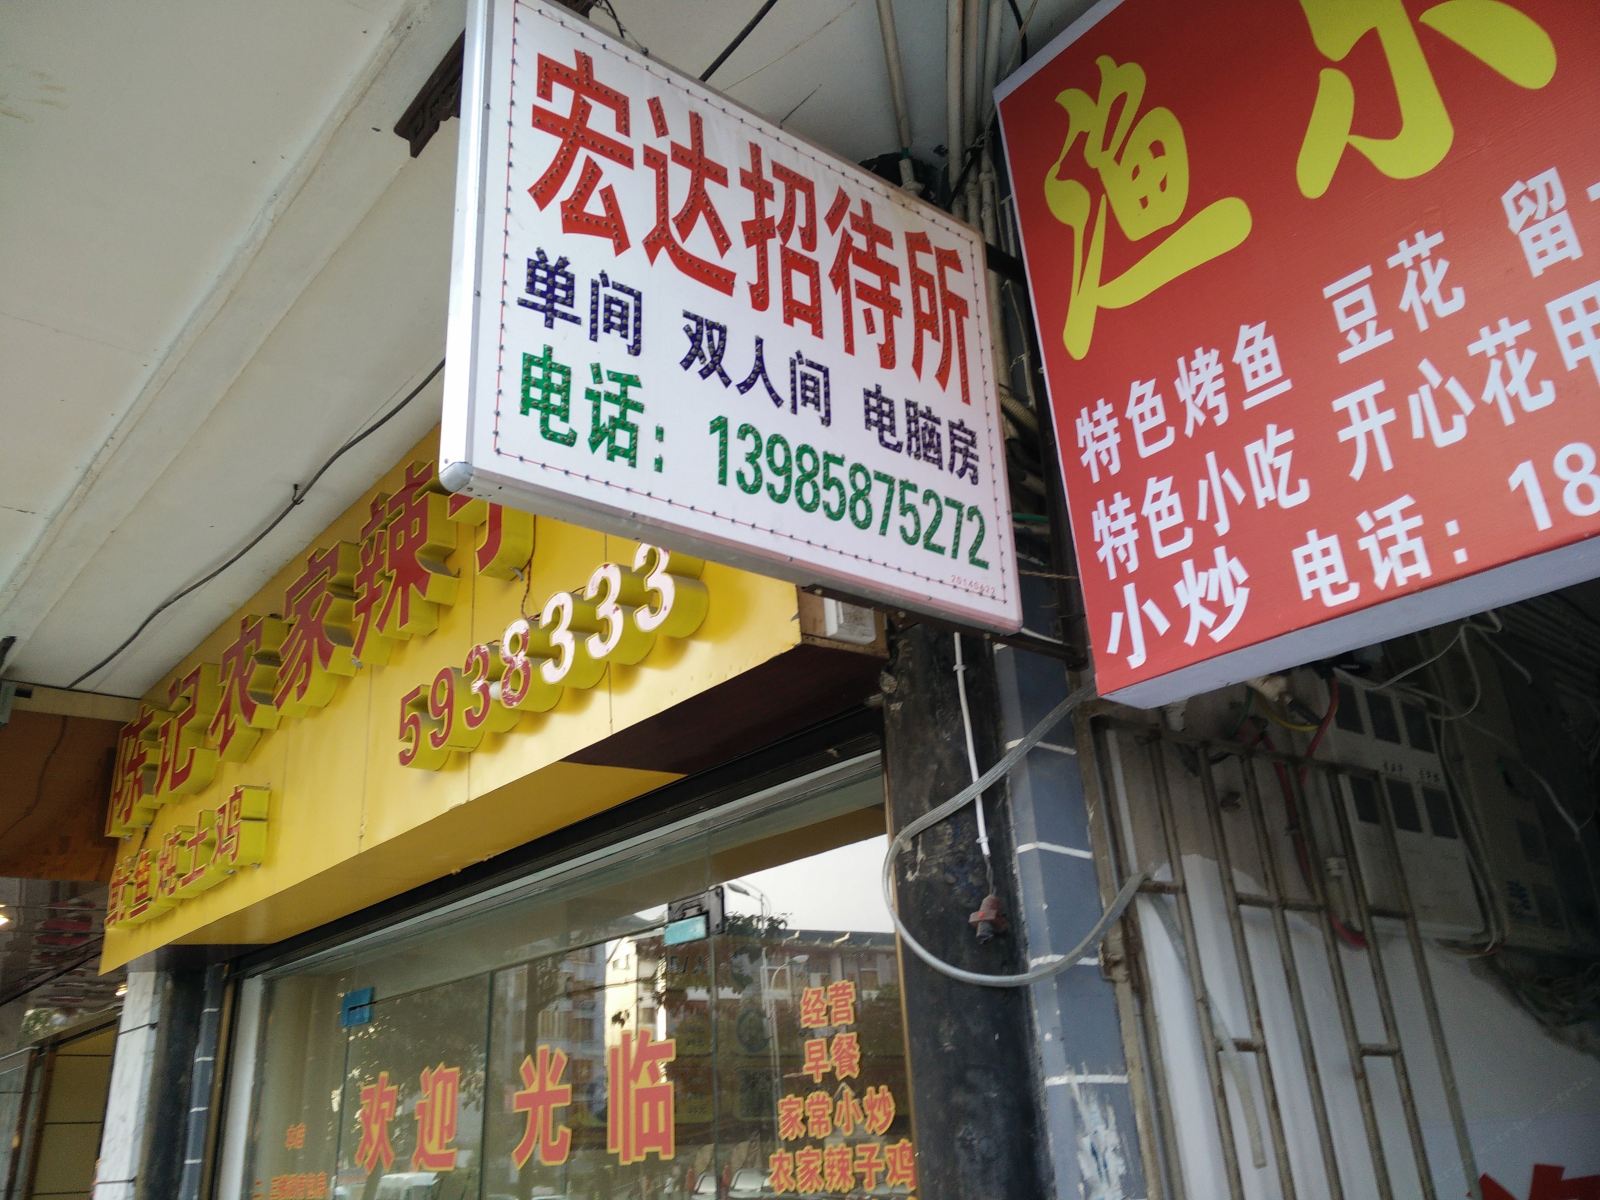 宏达招待所
单间 双人间 电脑房
电话：13985875272
20140622
渔
特色烤鱼 豆花 留
特色小吃 开心花甲
小炒 电话：18
陈记农家辣子
5938333
炖土鸡
欢迎光临
经营
早餐
家常小炒
农家辣子鸡